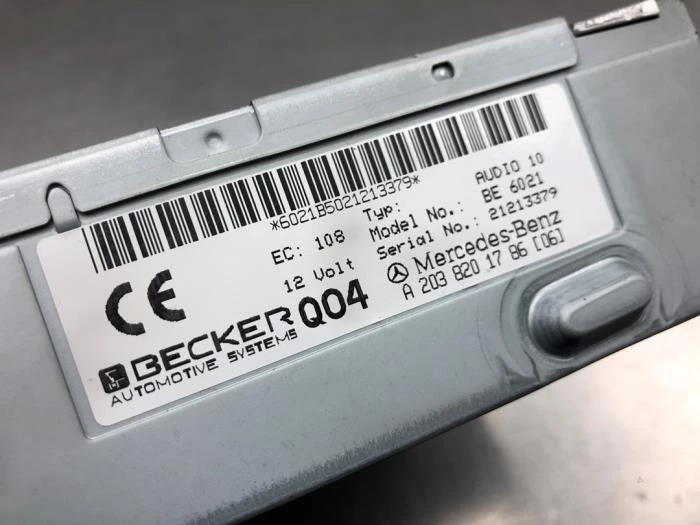 *6021B5021213379*
EC: 108
12 Volt
Typ: AUDIO 10
Model No.: BE 6021
Serial No.: 21213379
Mercedes-Benz
A 203 820 17 86 [06]
CE
BECKER Q04
AUTOMOTIVE SYSTEMS